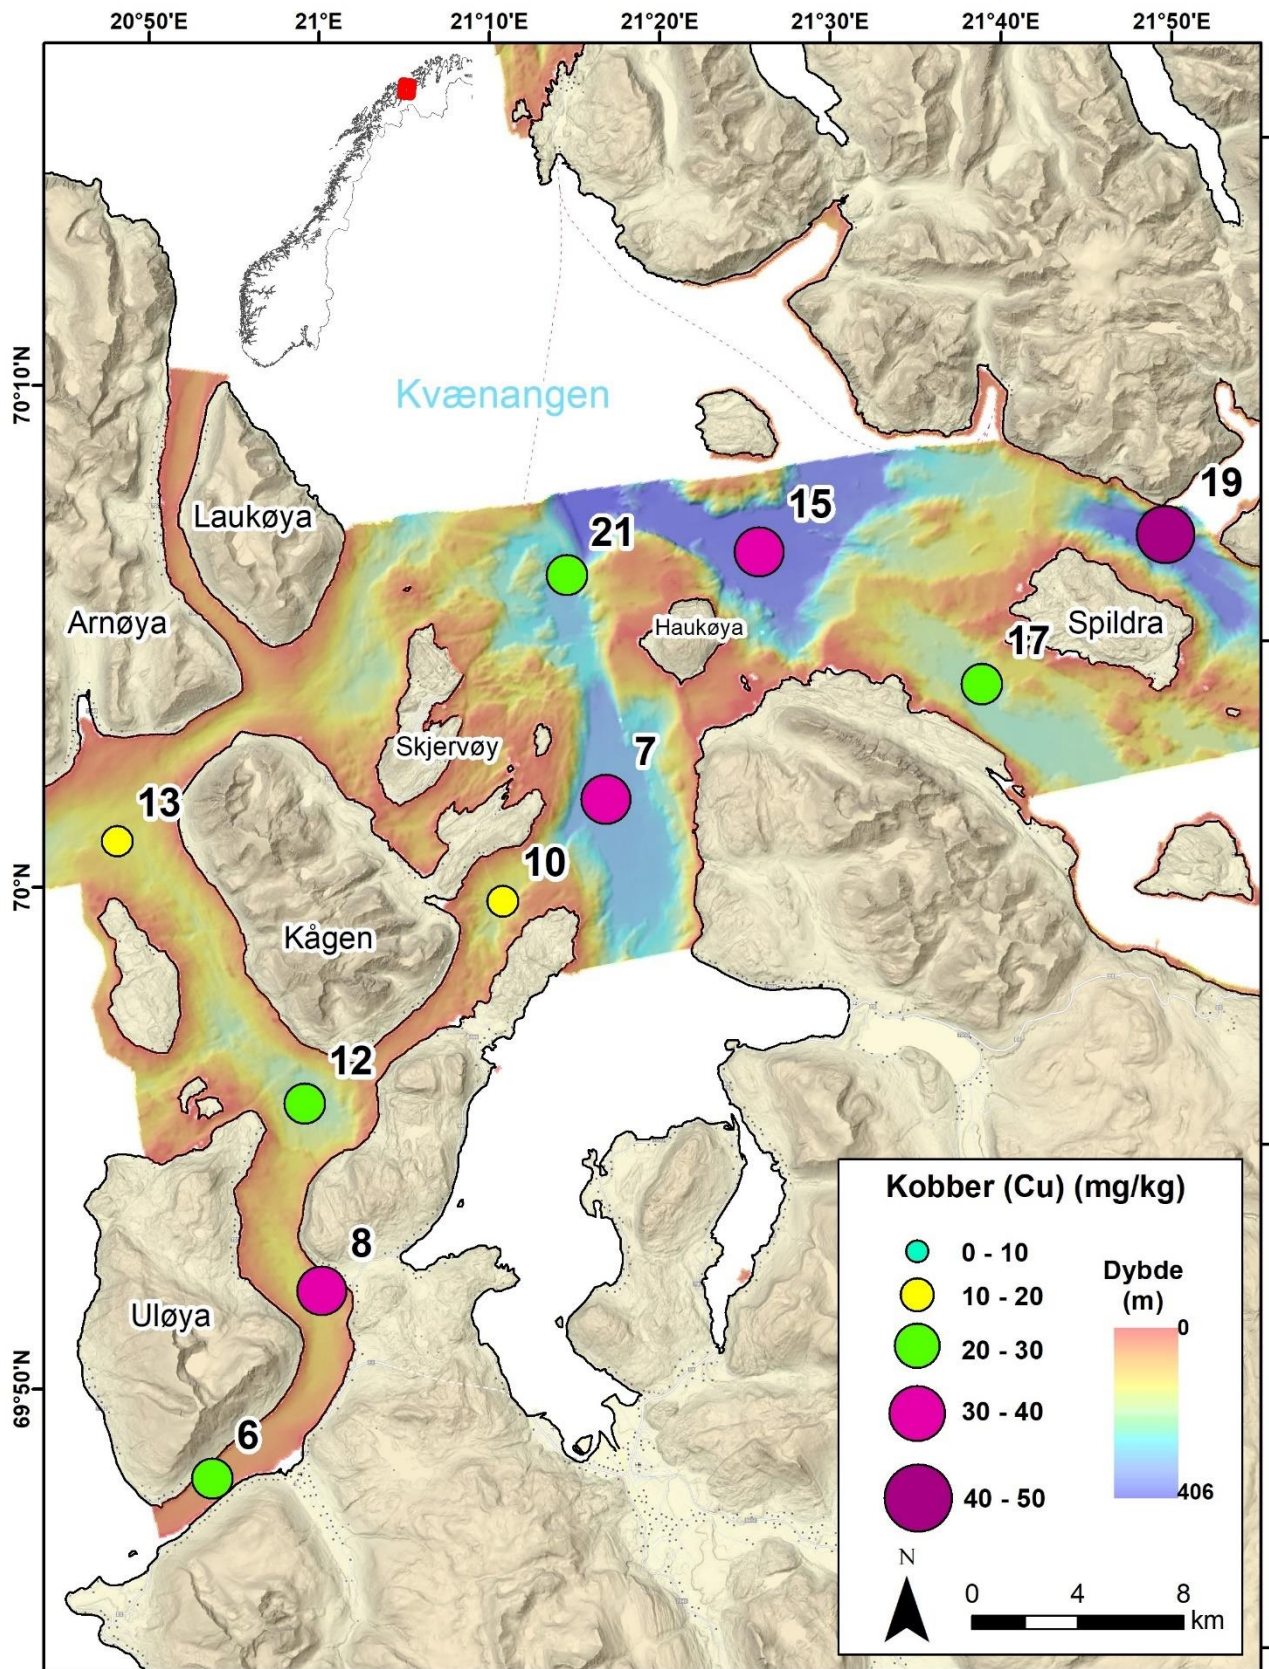 20°50'E 21°E 21°10'E 21°20'E 21°30'E 21°40'E 21°50'E
70°10'N
Kvænangen
19
Laukøya
15
21
Arnøya
Haukøya
Spildra
17
Skjervøy
7
13
10
70°N
Kågen
12
8
Uløya
69°50'N
6
Kobber (Cu) (mg/kg)
0 - 10
10 - 20
20 - 30
30 - 40
40 - 50
Dybde
(m)
0
406
N
0 4 8
km